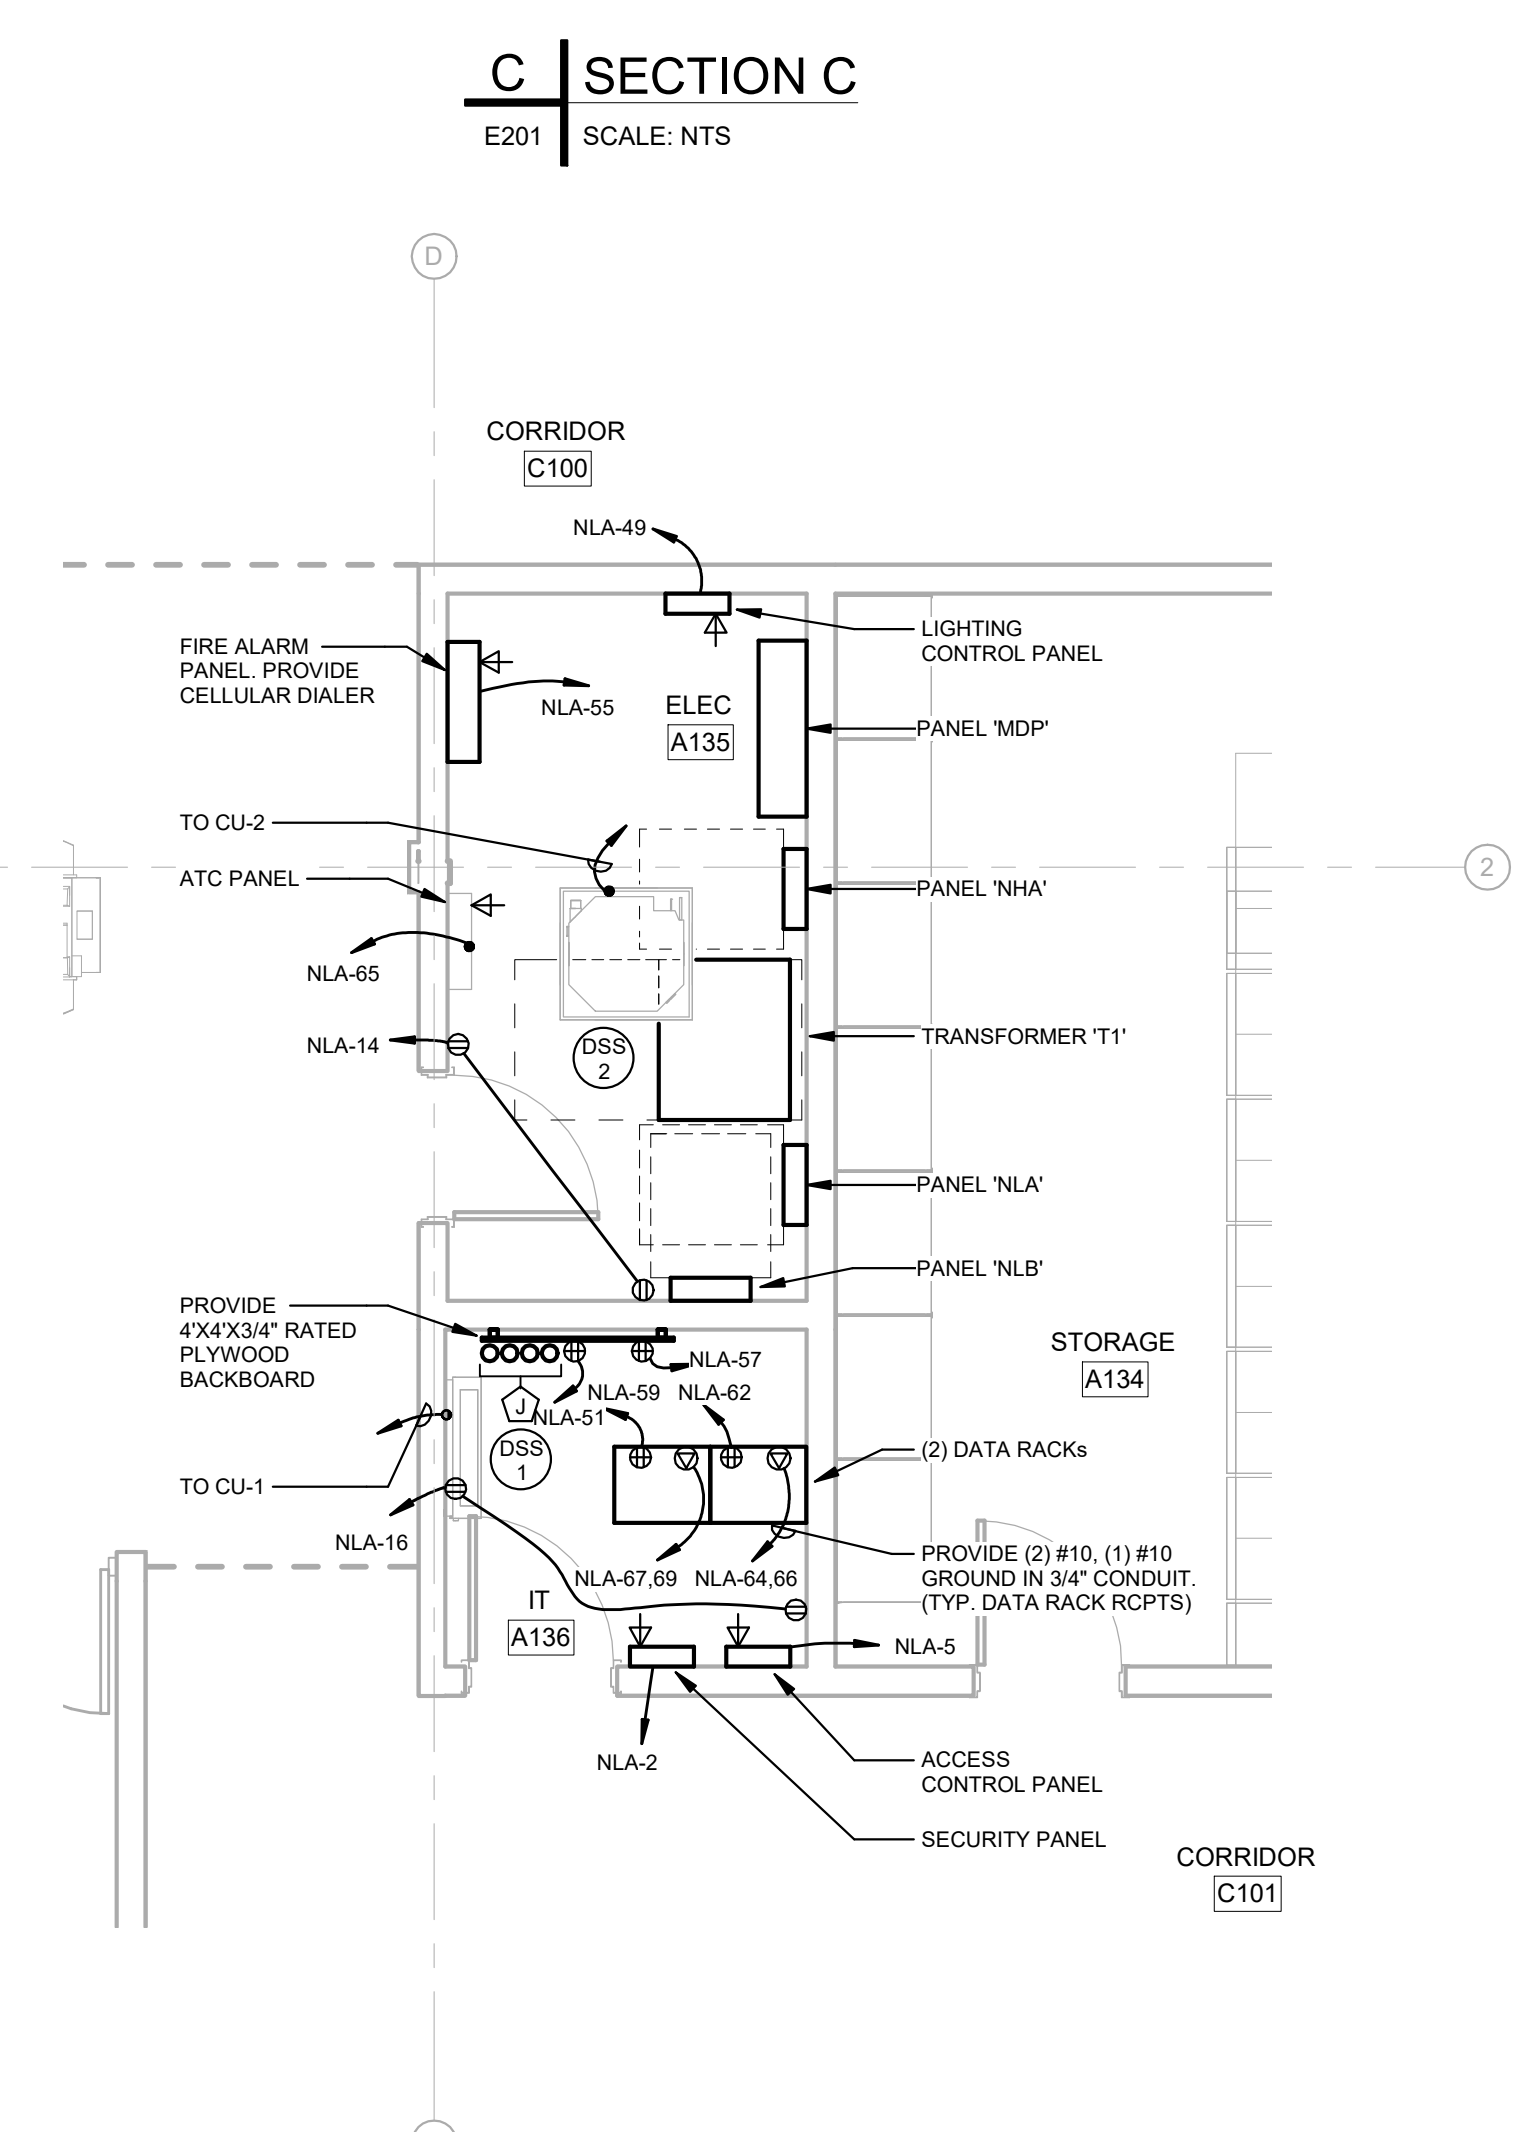 C
SECTION C
E201
SCALE: NTS
D
CORRIDOR
C100
NLA-49
FIRE ALARM
PANEL. PROVIDE
CELLULAR DIALER
NLA-55
LIGHTING
CONTROL PANEL
ELEC
A135
PANEL 'MDP'
TO CU-2
ATC PANEL
2
PANEL 'NHA'
NLA-65
NLA-14
DSS
2
TRANSFORMER 'T1'
PANEL 'NLA'
PANEL 'NLB'
PROVIDE
4'X4'X3/4" RATED
PLYWOOD
BACKBOARD
STORAGE
A134
NLA-57
NLA-59
NLA-62
J
NLA-51
DSS
1
(2) DATA RACKs
TO CU-1
NLA-16
NLA-67,69
NLA-64,66
PROVIDE (2) #10, (1) #10
GROUND IN 3/4" CONDUIT.
(TYP. DATA RACK RCPTS)
IT
A136
NLA-5
NLA-2
ACCESS
CONTROL PANEL
SECURITY PANEL
CORRIDOR
C101